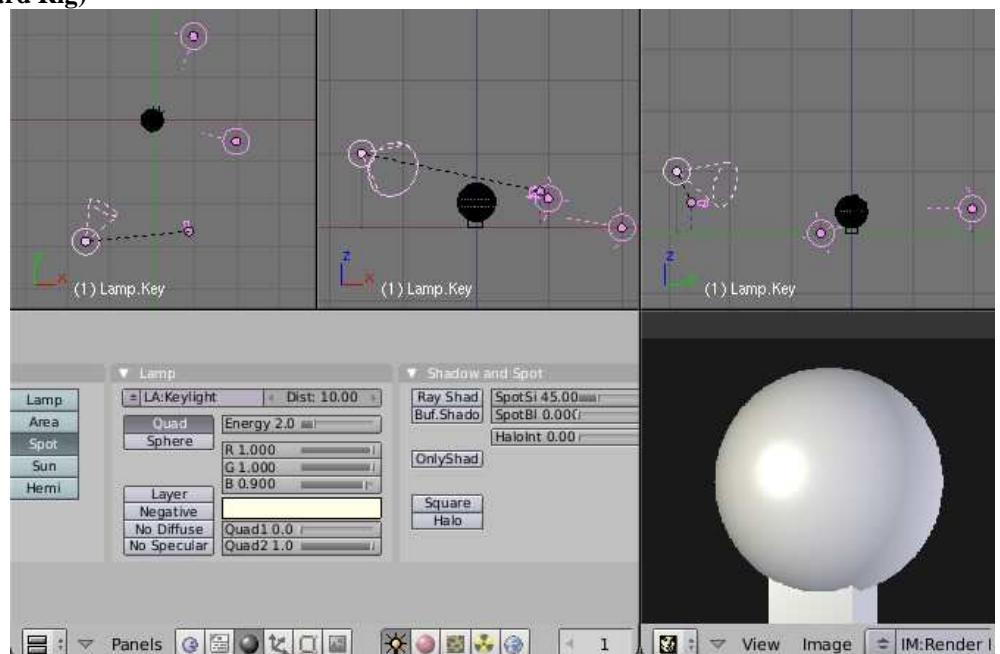 ard Rig)
y x (1) Lamp.Key
z x (1) Lamp.Key
z y (1) Lamp.Key
Lamp
Area
Spot
Sun
Hemi
Lamp
LA:Keylight Dist: 10.00
Quad Energy 2.0
Sphere
R 1.000
G 1.000
B 0.900
Layer
Negative
No Diffuse Quad1 0.0
No Specular Quad2 1.0
Shadow and Spot
Ray Shad SpotSi 45.00
Buf.Shado SpotBl 0.000
HaloInt 0.00
OnlyShad
Square
Halo
Panels 1 View Image IM:Render